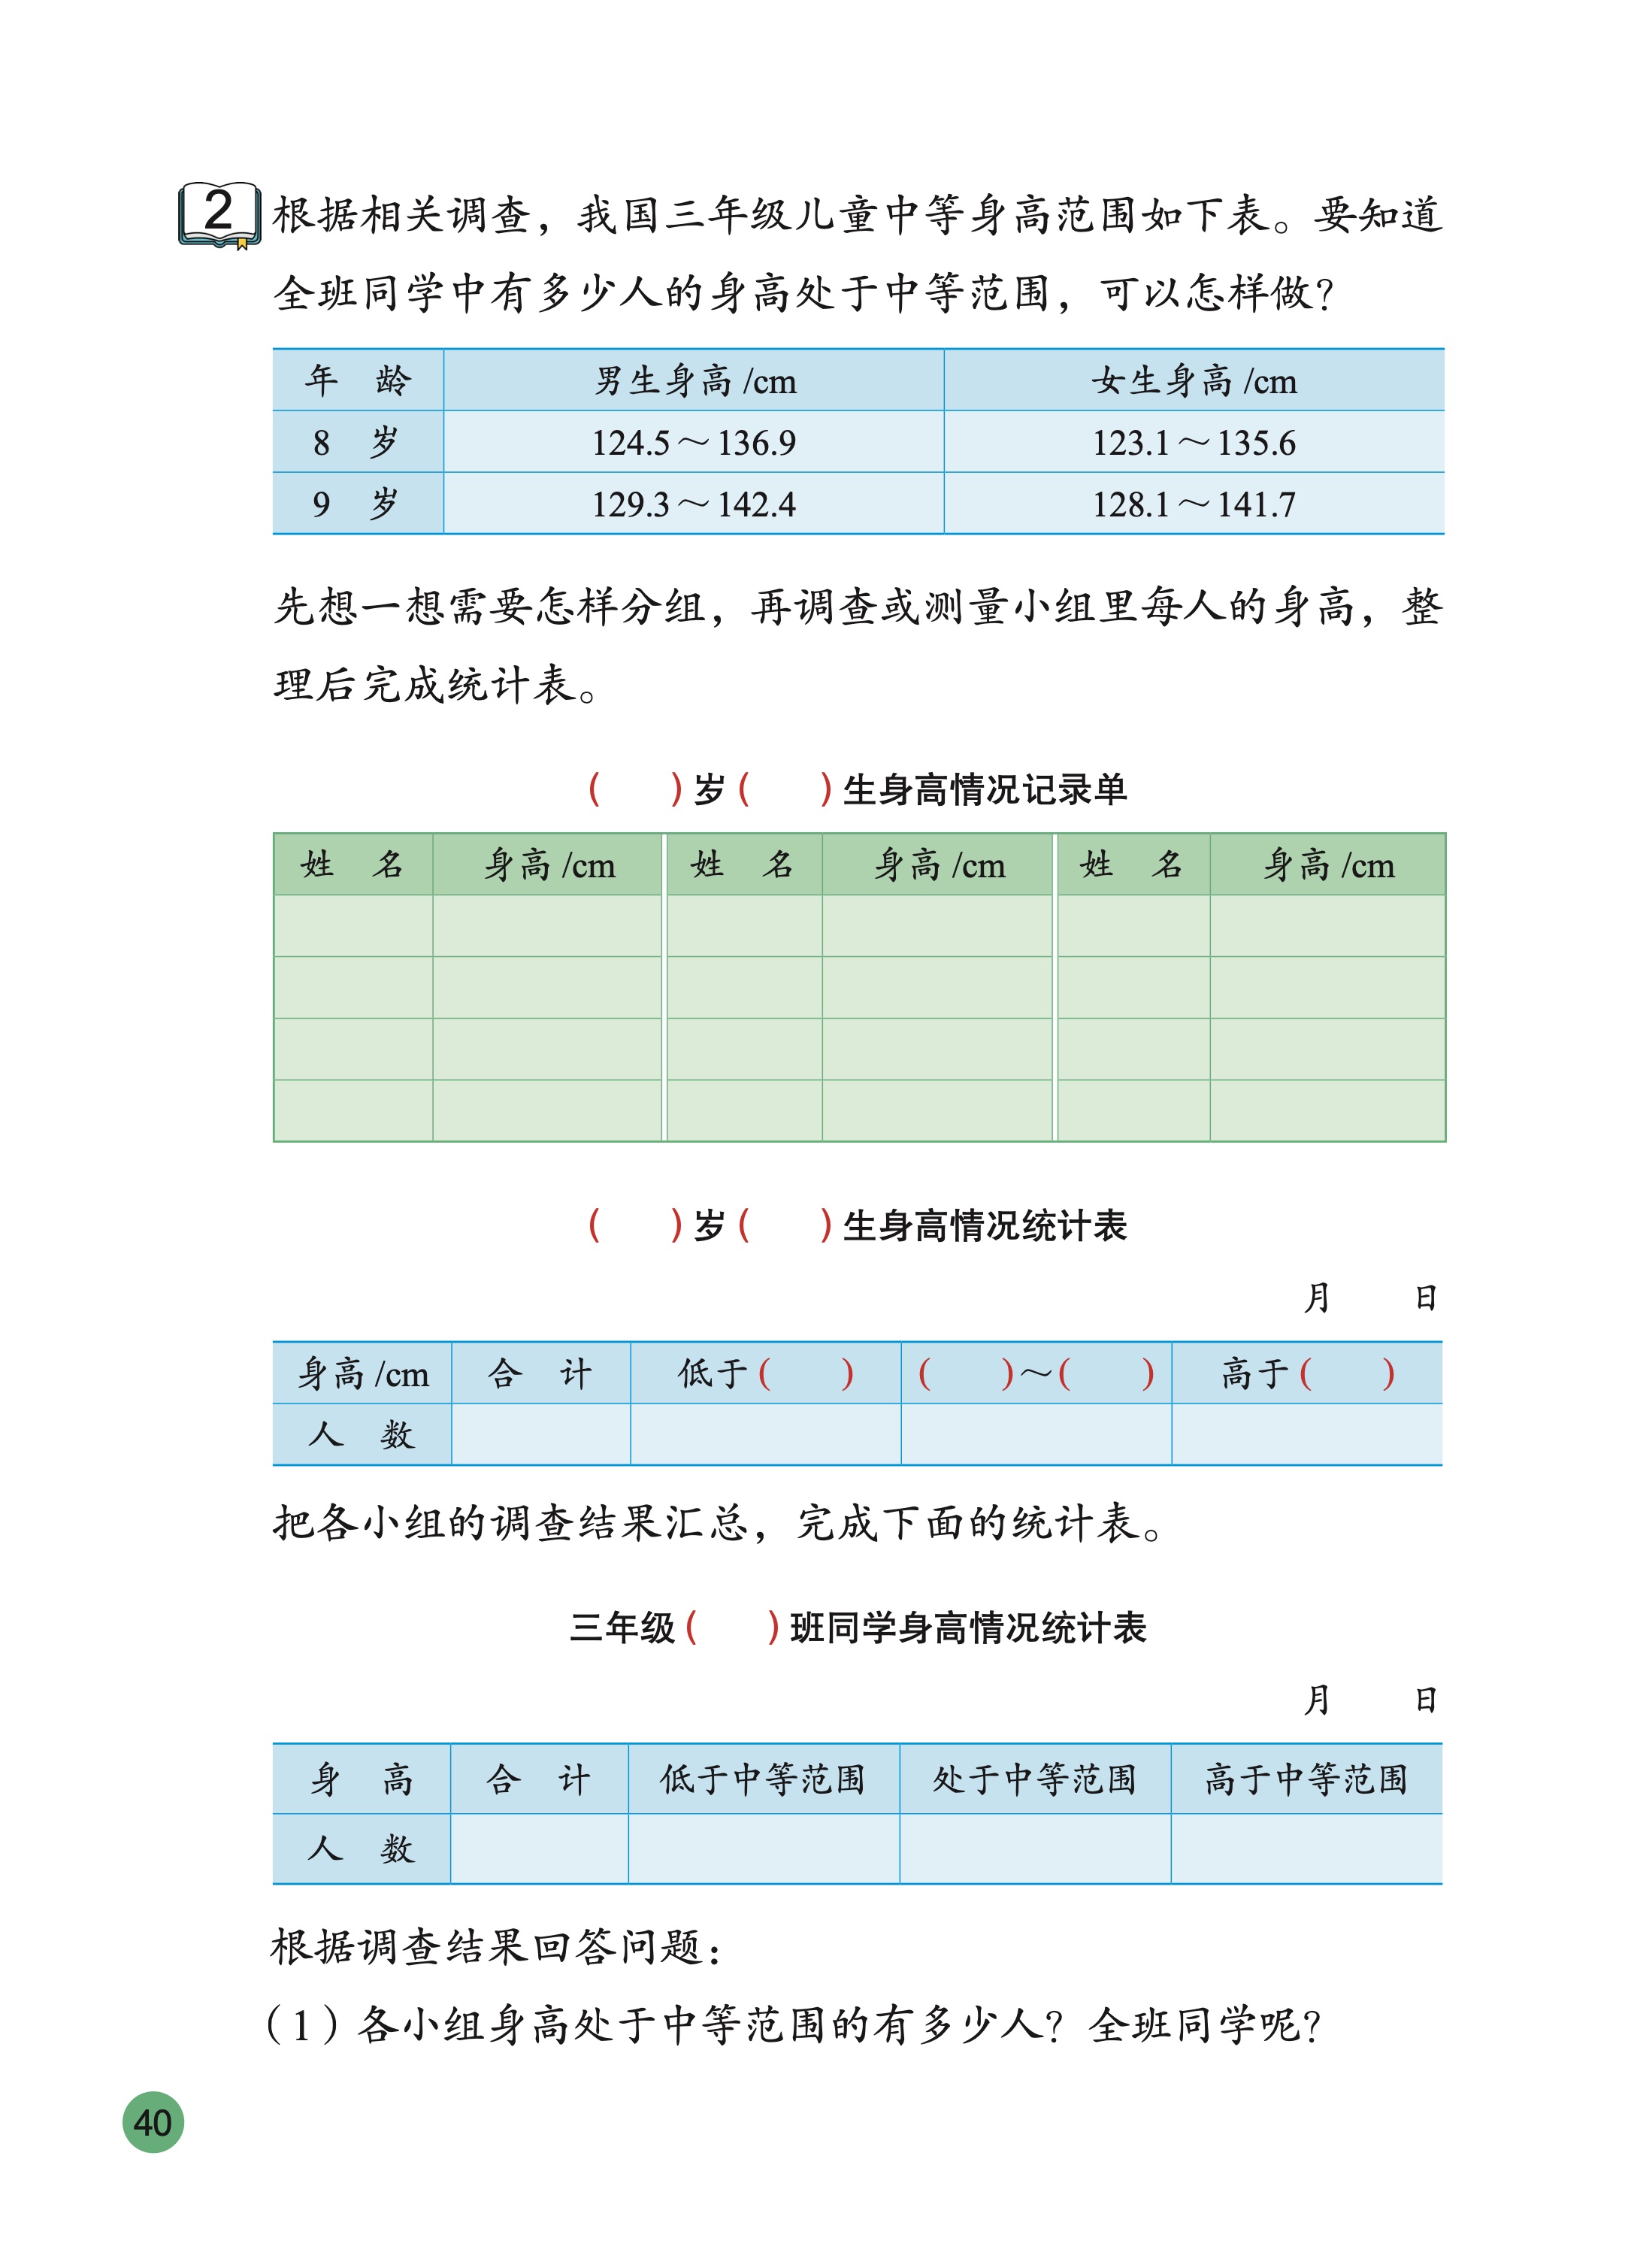 2
根据相关调查，我国三年级儿童中等身高范围如下表。要知道
全班同学中有多少人的身高处于中等范围，可以怎样做？
年 龄 男生身高 /cm 女生身高 /cm
8 岁 124.5～136.9 123.1～135.6
9 岁 129.3～142.4 128.1～141.7
先想一想需要怎样分组，再调查或测量小组里每人的身高，整
理后完成统计表。
（ ）岁（ ）生身高情况记录单
姓 名 身高 /cm 姓 名 身高 /cm 姓 名 身高 /cm
（ ）岁（ ）生身高情况统计表
月 日
身高 /cm 合 计 低于（ ） （ ）～（ ） 高于（ ）
人 数
把各小组的调查结果汇总，完成下面的统计表。
三年级（ ）班同学身高情况统计表
月 日
身 高 合 计 低于中等范围 处于中等范围 高于中等范围
人 数
根据调查结果回答问题：
（1）各小组身高处于中等范围的有多少人？全班同学呢？
40